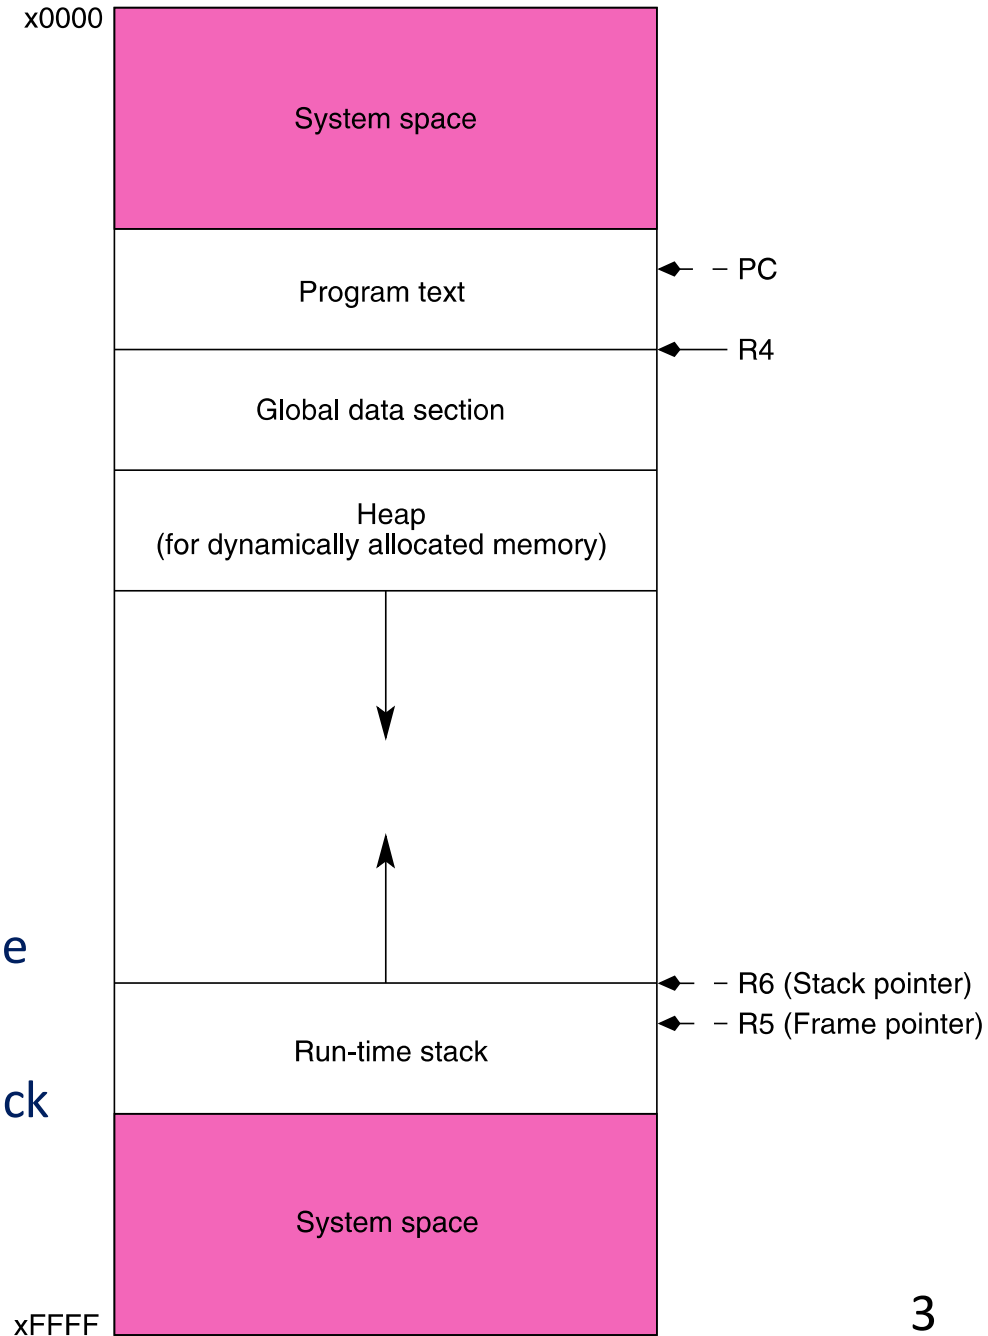 x0000
System space
PC
Program text
R4
Global data section
Heap
(for dynamically allocated memory)
e
R6 (Stack pointer)
R5 (Frame pointer)
Run-time stack
ck
System space
xFFFF
3